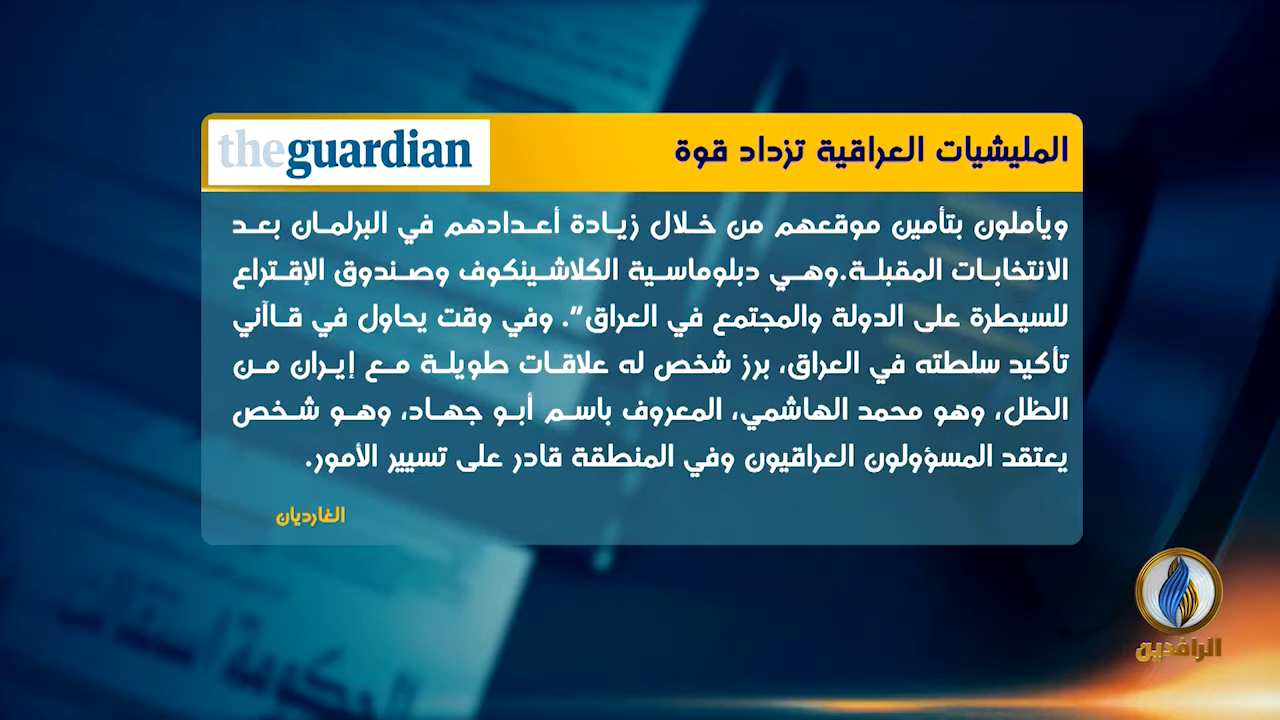 المليشيات العراقية تزداد قوة
theguardian
ويأملون بتأمين موقعهم من خلال زيادة أعدادهم في البرلمان بعد
الانتخابات المقبلة.وهي دبلوماسية الكلاشينكوف وصندوق الإقتراع
للسيطرة على الدولة والمجتمع في العراق". وفي وقت يحاول في قاآني
تأكيد سلطته في العراق، برز شخص له علاقات طويلة مع إيران من
الظل، وهو محمد الهاشمي، المعروف باسم أبو جهاد، وهو شخص
يعتقد المسؤولون العراقيون وفي المنطقة قادر على تسيير الأمور.
الغارديان
الرافدين